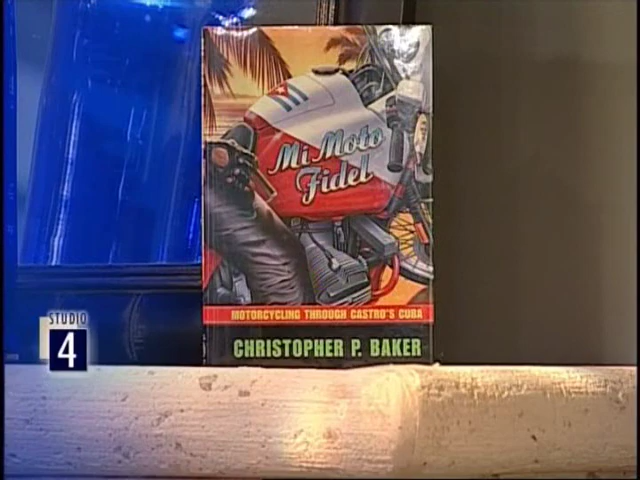 Mi Moto
Fidel
MOTORCYCLING THROUGH CASTRO'S CUBA
CHRISTOPHER P. BAKER
STUDIO
4